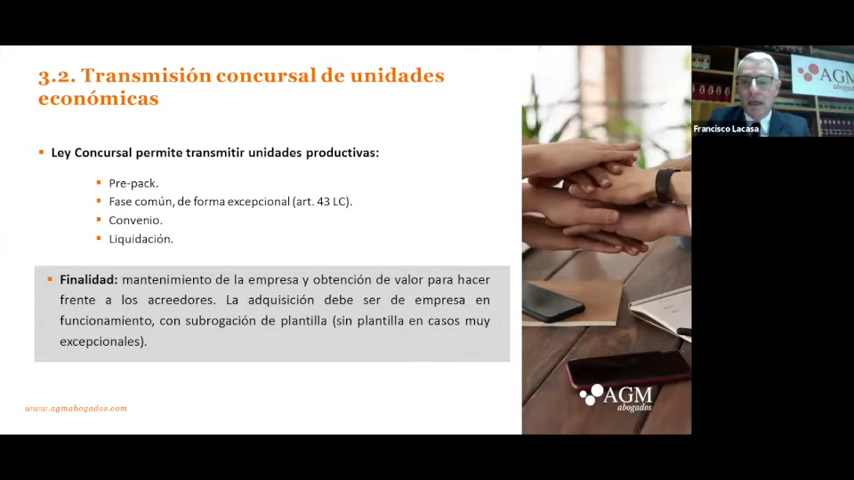 3.2. Transmisión concursal de unidades
económicas
▪ Ley Concursal permite transmitir unidades productivas:
▪ Pre-pack.
▪ Fase común, de forma excepcional (art. 43 LC).
▪ Convenio.
▪ Liquidación.
▪ Finalidad: mantenimiento de la empresa y obtención de valor para hacer
frente a los acreedores. La adquisición debe ser de empresa en
funcionamiento, con subrogación de plantilla (sin plantilla en casos muy
excepcionales).
www.agmabogados.com
AGM
abogados
AGM
abogados
Francisco Lacasa